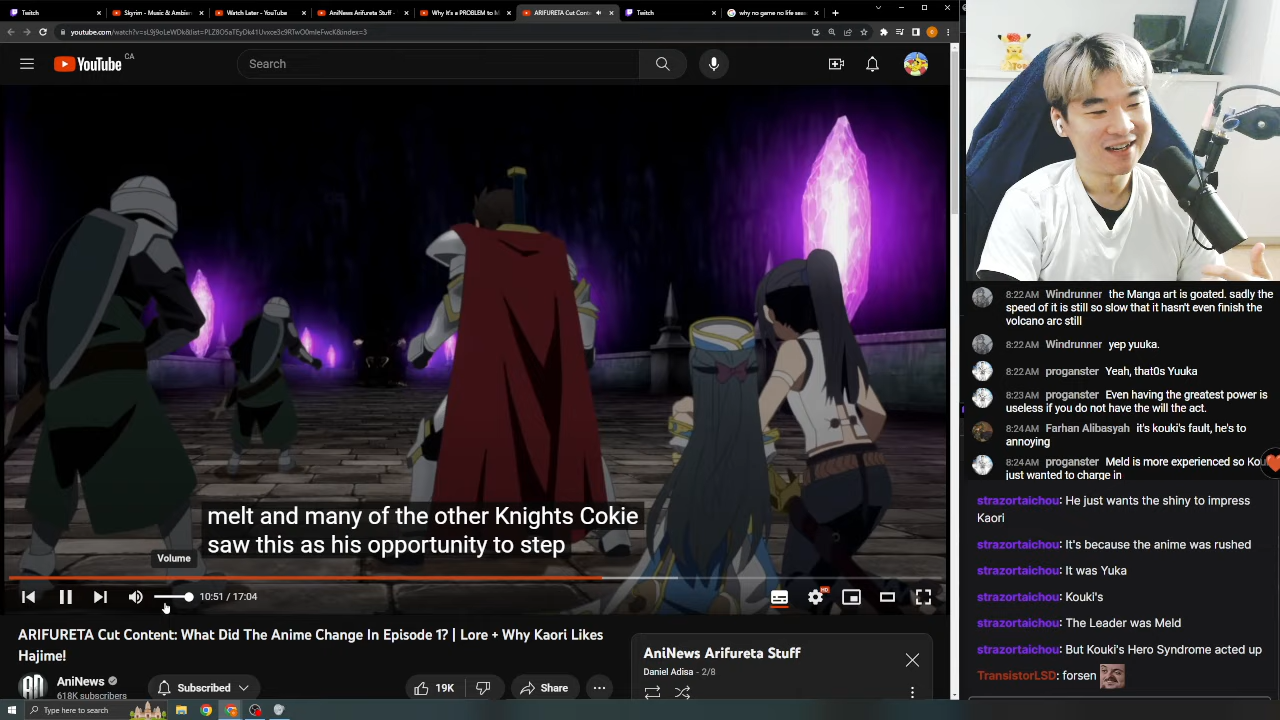 Twitch
Skyrim - Music & Ambien
Watch Later - YouTube
AniNews Arifureta Stuff -
Why It's a PROBLEM to M
ARIFURETA Cut Conten
Twitch
why no game no life seas
YouTube
CA
Search
melt and many of the other Knights Cokie
saw this as his opportunity to step
Volume
10:51 / 17:04
HD
ARIFURETA Cut Content: What Did The Anime Change In Episode 1? | Lore + Why Kaori Likes
Hajime!
AniNews
618K subscribers
Subscribed
19K
Share
AniNews Arifureta Stuff
Daniel Adisa - 2/8
Type here to search
8:22AM Windrunner the Manga art is goated. sadly the
speed of it is still so slow that it hasn't even finish the
volcano arc still
8:22AM Windrunner yep yuuka.
8:22AM proganster Yeah, that0s Yuuka
8:23AM proganster Even having the greatest power is
useless if you do not have the will the act.
8:24AM Farhan Alibasyah it's kouki's fault, he's to
annoying
8:24AM proganster Meld is more experienced so Kou
just wanted to charge in
strazortaichou: He just wants the shiny to impress
Kaori
strazortaichou: It's because the anime was rushed
strazortaichou: It was Yuka
strazortaichou: Kouki's
strazortaichou: The Leader was Meld
strazortaichou: But Kouki's Hero Syndrome acted up
TransistorLSD: forsen